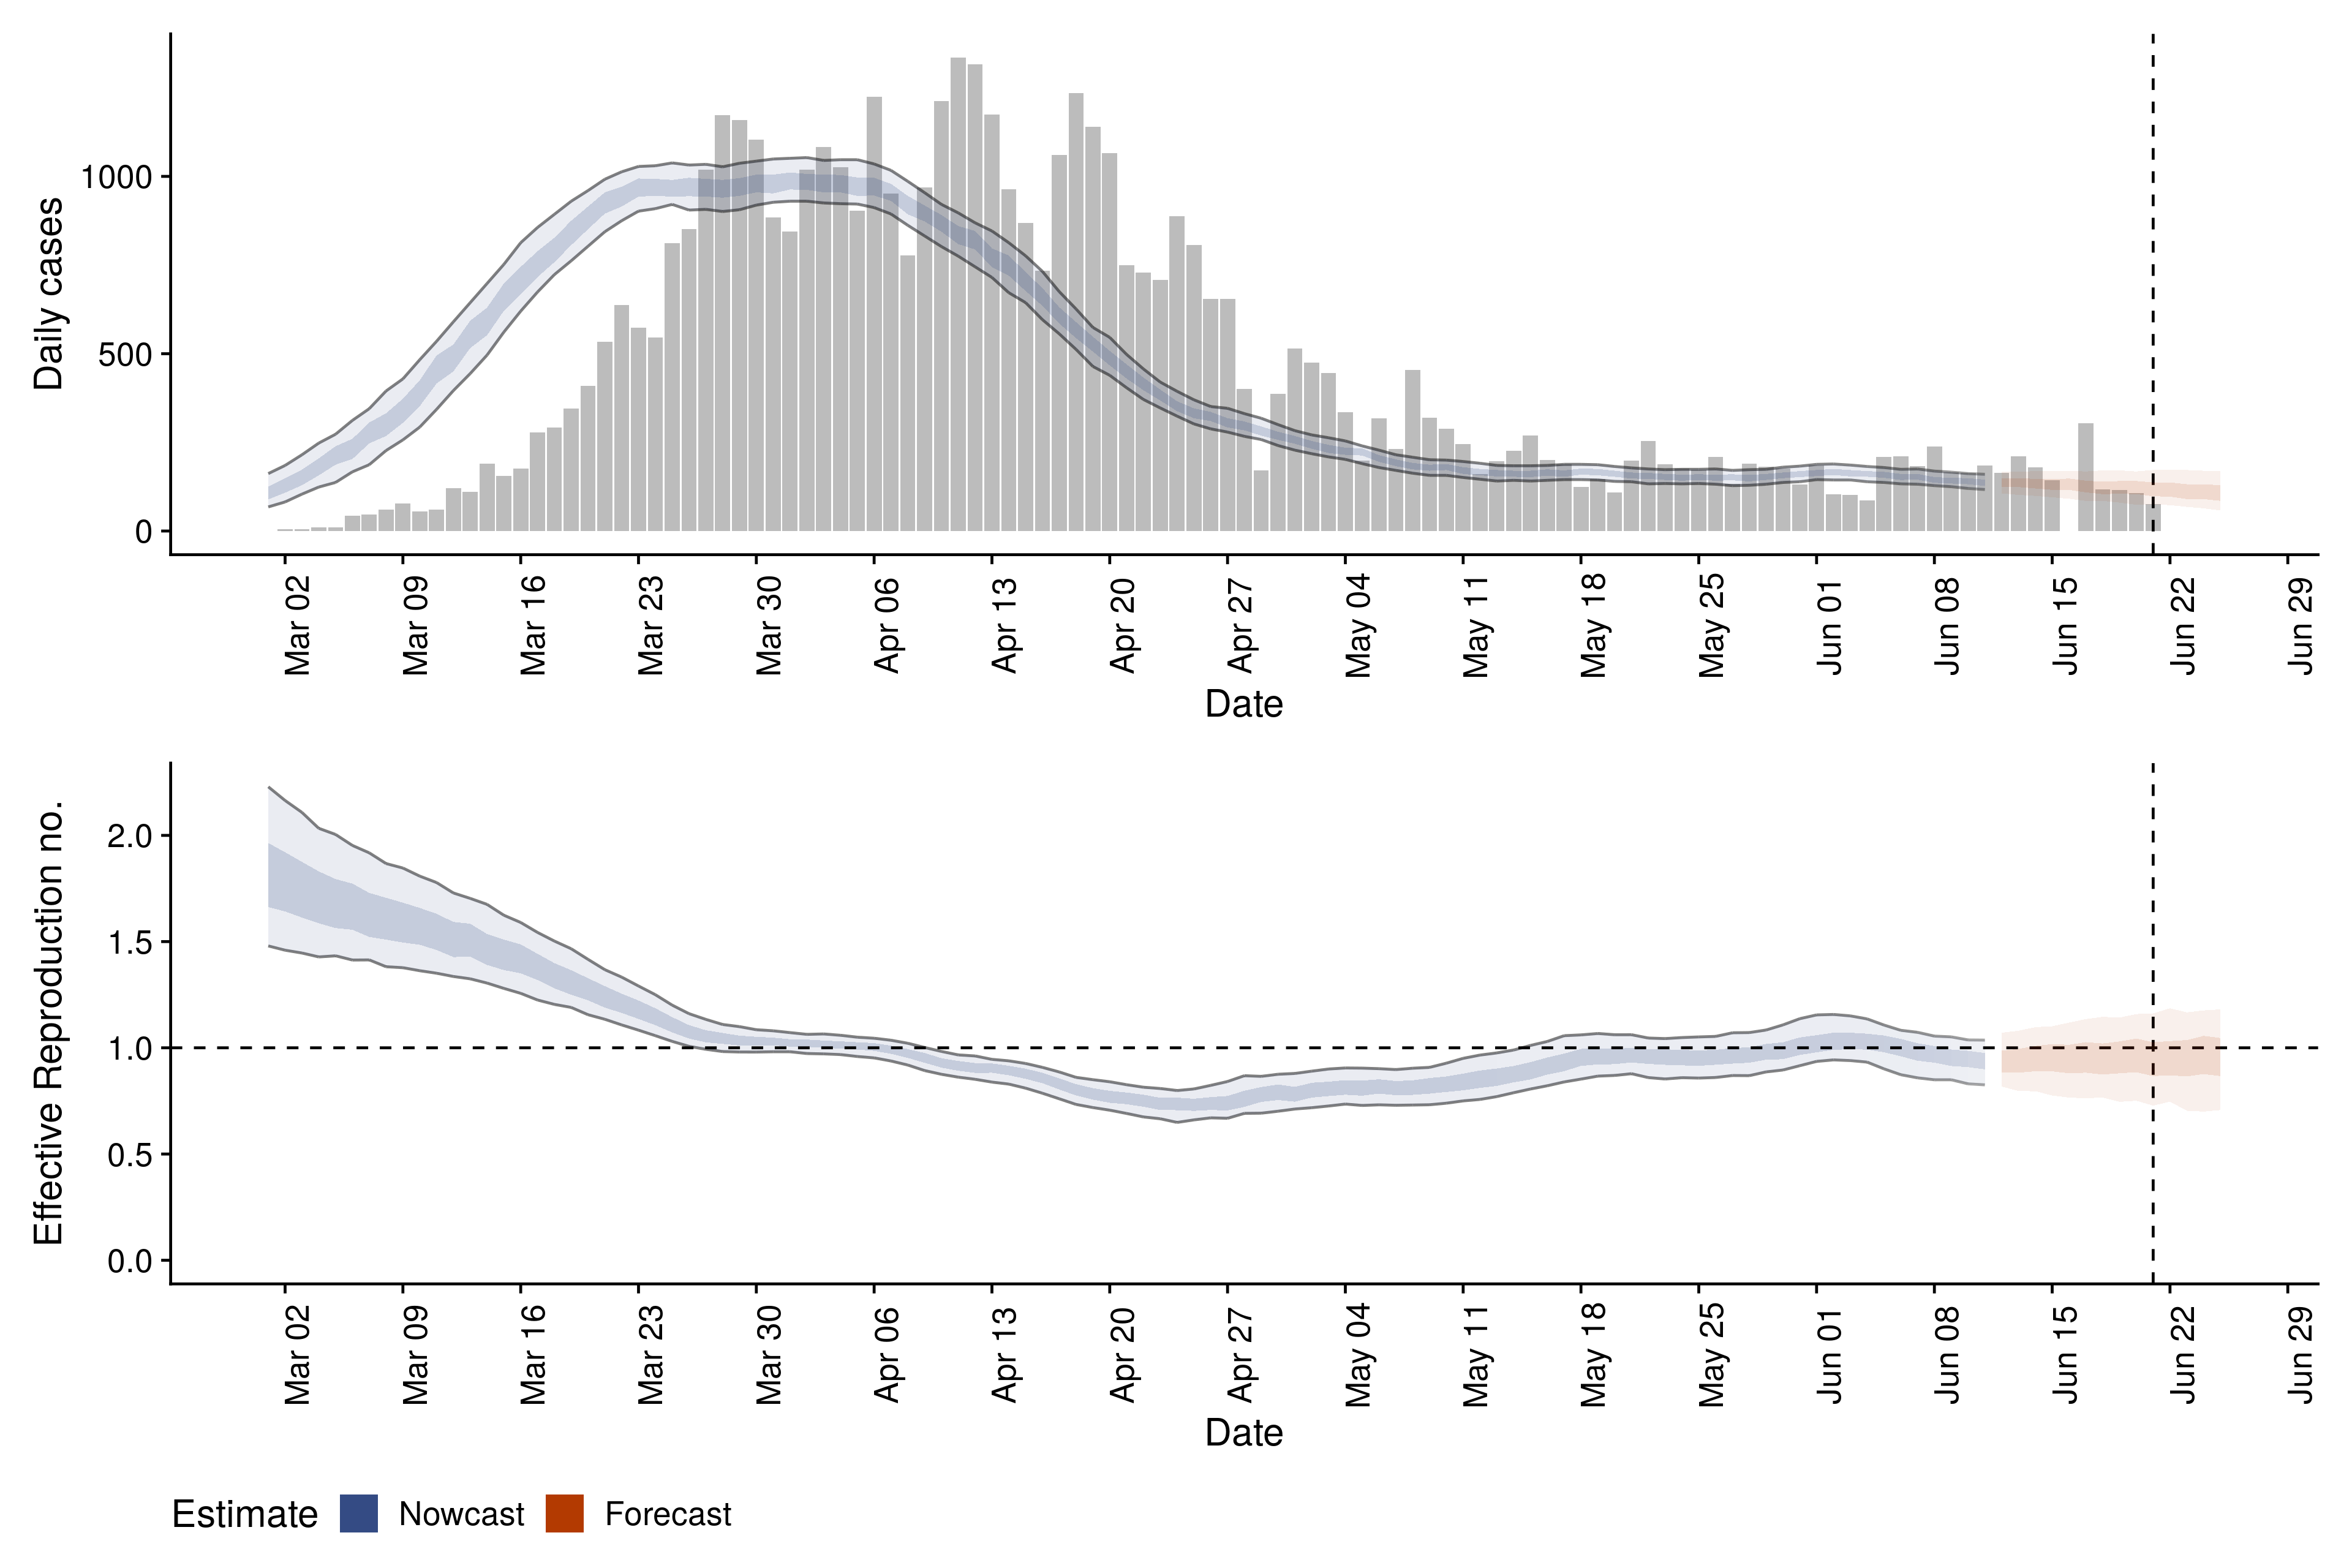 Daily cases
1000
500
0
Mar 02
Mar 09
Mar 16
Mar 23
Mar 30
Apr 06
Apr 13
Apr 20
Apr 27
May 04
May 11
May 18
May 25
Jun 01
Jun 08
Jun 15
Jun 22
Jun 29
Date
Effective Reproduction no.
2.0
1.5
1.0
0.5
0.0
Mar 02
Mar 09
Mar 16
Mar 23
Mar 30
Apr 06
Apr 13
Apr 20
Apr 27
May 04
May 11
May 18
May 25
Jun 01
Jun 08
Jun 15
Jun 22
Jun 29
Date
Estimate Nowcast Forecast